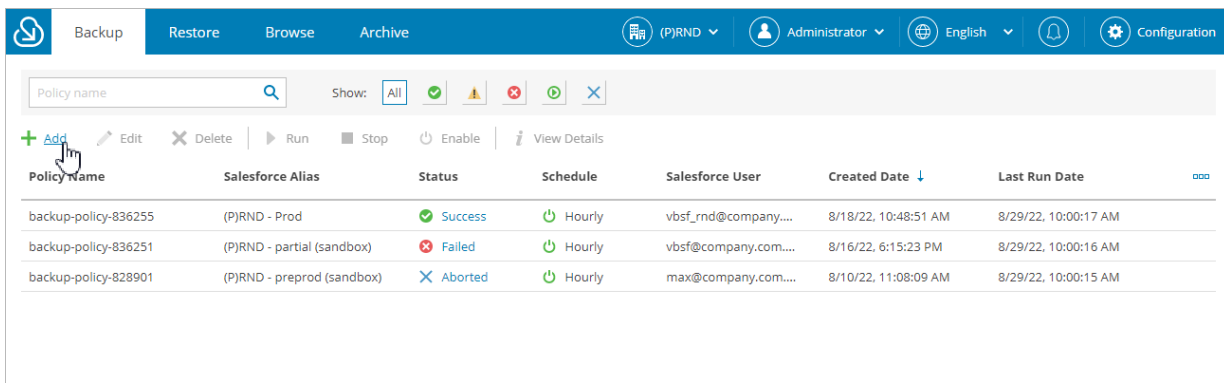 Backup Restore Browse Archive (P)RND Administrator English Configuration
Policy name Show: All
Add Edit Delete Run Stop Enable View Details
Policy Name Salesforce Alias Status Schedule Salesforce User Created Date Last Run Date
backup-policy-836255 (P)RND - Prod Success Hourly vbsf_rnd@company.... 8/18/22, 10:48:51 AM 8/29/22, 10:00:17 AM
backup-policy-836251 (P)RND - partial (sandbox) Failed Hourly vbsf@company.com.... 8/16/22, 6:15:23 PM 8/29/22, 10:00:16 AM
backup-policy-828901 (P)RND - preprod (sandbox) Aborted Hourly max@company.com.... 8/10/22, 11:08:09 AM 8/29/22, 10:00:15 AM